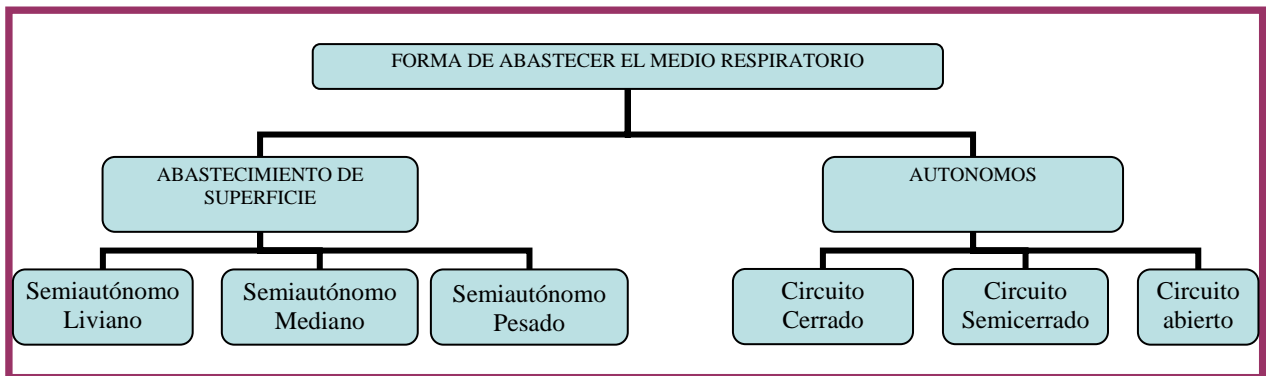 FORMA DE ABASTECER EL MEDIO RESPIRATORIO
ABASTECIMIENTO DE
SUPERFICIE
AUTONOMOS
Semiautónomo
Liviano
Semiautónomo
Mediano
Semiautónomo
Pesado
Circuito
Cerrado
Circuito
Semicerrado
Circuito
abierto